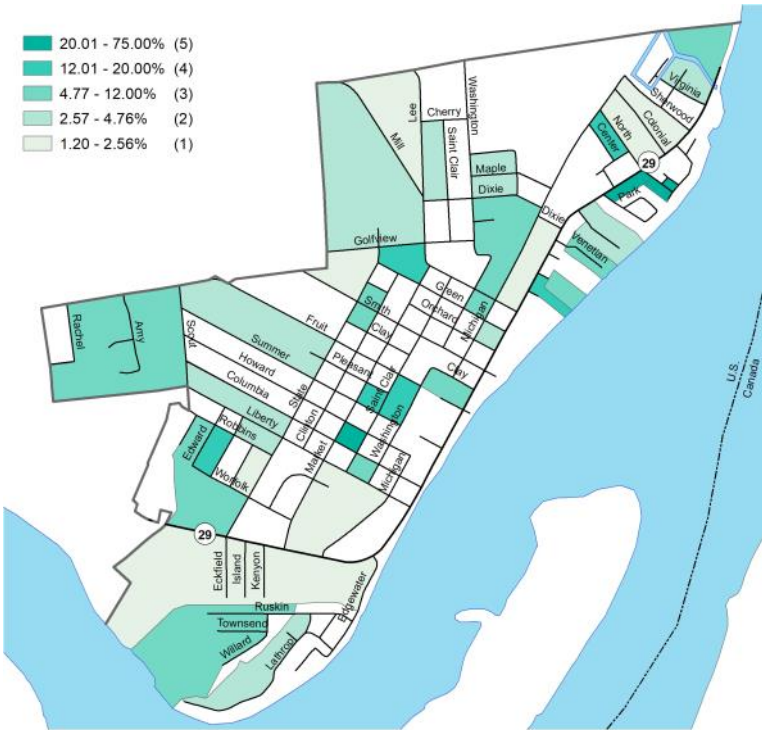 20.01 - 75.00% (5)
12.01 - 20.00% (4)
4.77 - 12.00% (3)
2.57 - 4.76% (2)
1.20 - 2.56% (1)
Virginia
Sherwood
Colonial
North
Center
29
Park
Washington
Lee
Cherry
Saint Clair
Mill
Maple
Dixie
Dixie
Venetian
Golfview
Green
Orchard
Michigan
Smith
Clay
Clay
Rachel
Amy
Scout
Fruit
Summer
Pleasant
Howard
Saint Clair
State
Columbia
Clinton
Washington
Liberty
Robbins
Edward
Market
Michigan
Worfolk
29
U.S.
Canada
Eckfield
Island
Kenyon
Edgewater
Ruskin
Townsend
Willard
Lathrop